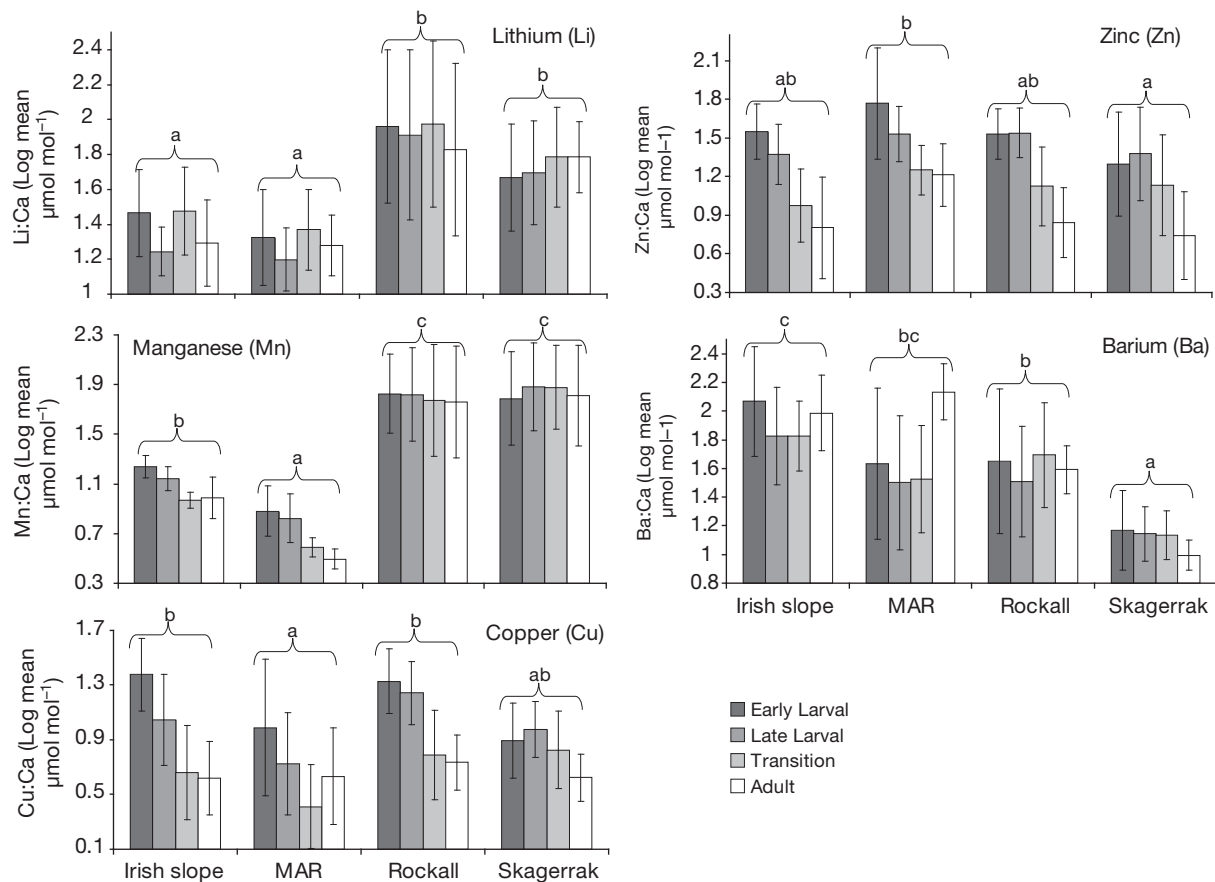 Lithium (Li)
Li:Ca (Log mean
µmol mol⁻¹)
2.4
2.2
2
1.8
1.6
1.4
1.2
1
a
a
b
b
Zinc (Zn)
Zn:Ca (Log mean
µmol mol–1)
2.1
1.8
1.5
1.2
0.9
0.6
0.3
ab
b
ab
a
Manganese (Mn)
Mn:Ca (Log mean
µmol mol⁻¹)
2.3
1.9
1.5
1.1
0.7
0.3
b
a
c
c
Barium (Ba)
Ba:Ca (Log mean
µmol mol–1)
2.4
2.2
2
1.8
1.6
1.4
1.2
1
0.8
c
bc
b
a
Irish slope MAR Rockall Skagerrak
Copper (Cu)
Cu:Ca (Log mean
µmol mol⁻¹)
1.7
1.3
0.9
0.5
0.1
b
a
b
ab
Irish slope MAR Rockall Skagerrak
Early Larval
Late Larval
Transition
Adult